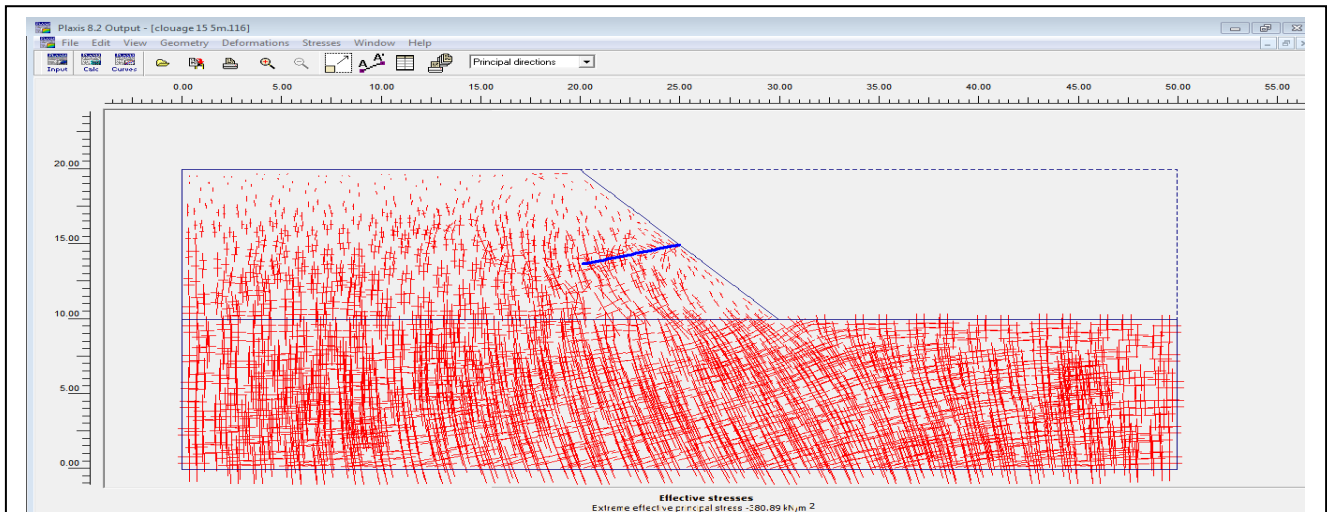 Plaxis 8.2 Output - [clouage 15 5m.116]
File Edit View Geometry Deformations Stresses Window Help
Input Calc Curves A A' Principal directions
0.00 5.00 10.00 15.00 20.00 25.00 30.00 35.00 40.00 45.00 50.00 55.00
20.00
15.00
10.00
5.00
0.00
Effective stresses
Extreme effective principal stress -380.89 kN/m 2